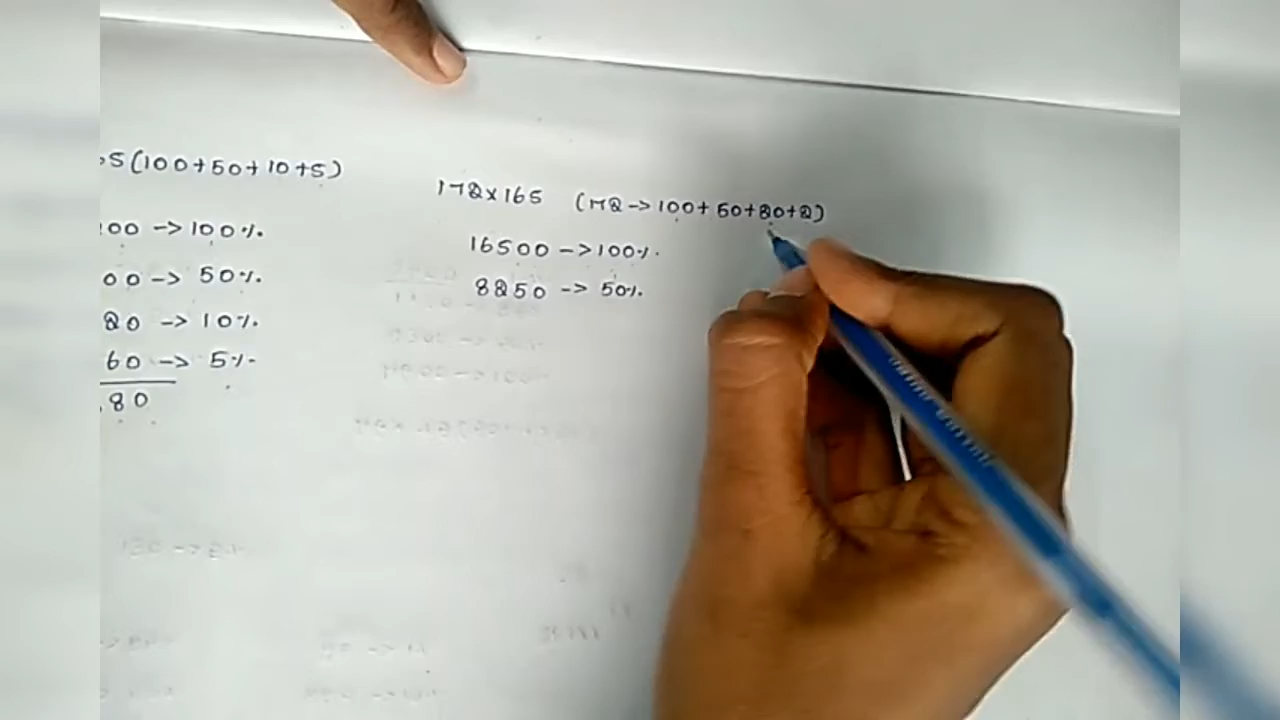 5(100+50+10+5)
00 -> 100%
00 -> 50%
20 -> 10%
60 -> 5%
80
172x165 (172 -> 100+50+20+2)
16500 -> 100%
8250 -> 50%